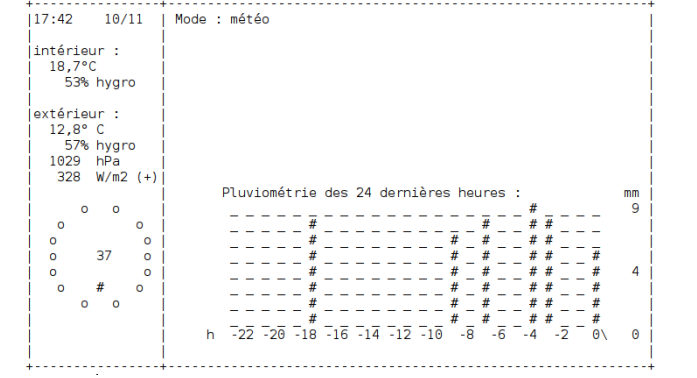 17:42 10/11
Mode : météo
intérieur :
18,7°C
53% hygro
extérieur :
12,8° C
57% hygro
1029 hPa
328 W/m2 (+)
37
#
Pluviométrie des 24 dernières heures : mm
9
4
h -22 -20 -18 -16 -14 -12 -10 -8 -6 -4 -2 0\ 0